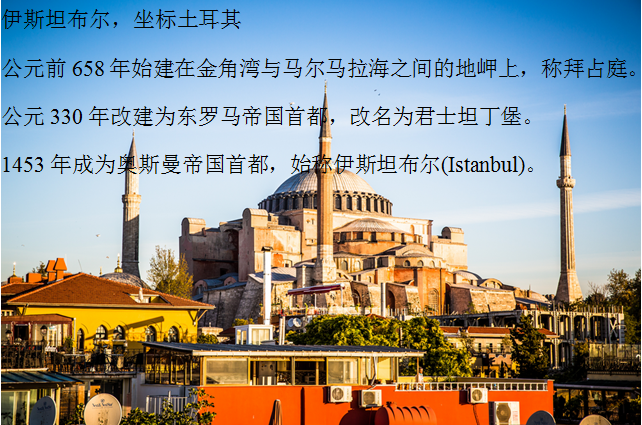 伊斯坦布尔，坐标土耳其
公元前 658 年始建在金角湾与马尔马拉海之间的地岬上，称拜占庭。
公元 330 年改建为东罗马帝国首都，改名为君士坦丁堡。
1453 年成为奥斯曼帝国首都，始称伊斯坦布尔(Istanbul)。